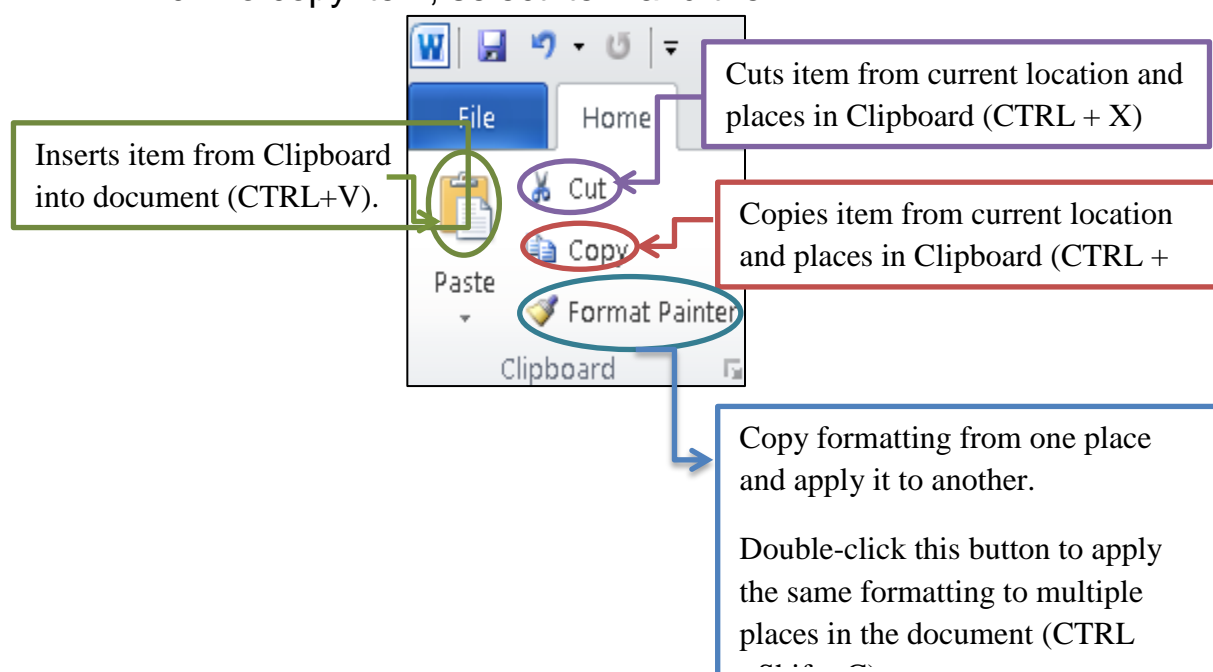 W
File Home
Cuts item from current location and
places in Clipboard (CTRL + X)
Inserts item from Clipboard
into document (CTRL+V).
Cut
Copy
Format Painter
Paste
Clipboard
Copies item from current location
and places in Clipboard (CTRL +
Copy formatting from one place
and apply it to another.
Double-click this button to apply
the same formatting to multiple
places in the document (CTRL